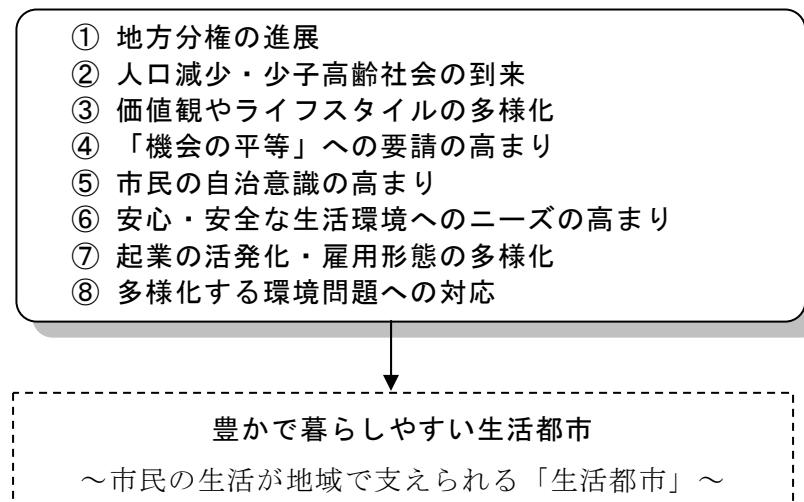 ① 地方分権の進展
② 人口減少・少子高齢社会の到来
③ 価値観やライフスタイルの多様化
④ 「機会の平等」への要請の高まり
⑤ 市民の自治意識の高まり
⑥ 安心・安全な生活環境へのニーズの高まり
⑦ 起業の活発化・雇用形態の多様化
⑧ 多様化する環境問題への対応
豊かで暮らしやすい生活都市
～市民の生活が地域で支えられる「生活都市」～